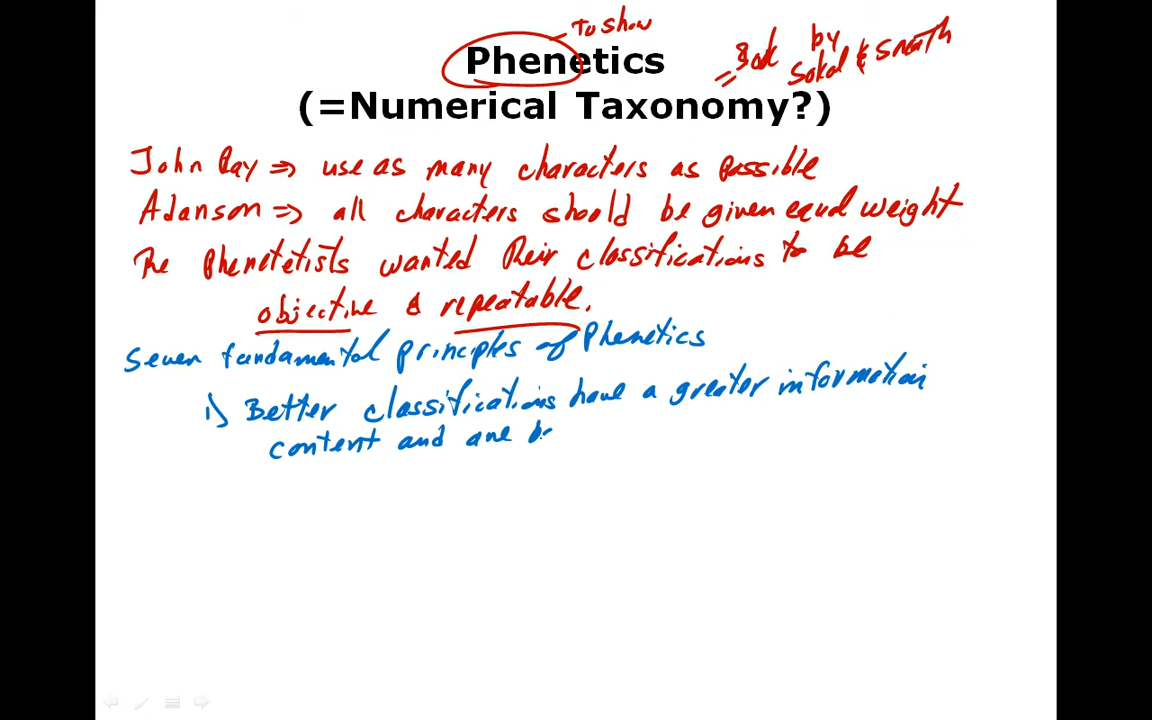 To show
Phenetics
= Book by
Sokal & Sneath
(=Numerical Taxonomy?)
John Ray => use as many characters as possible
Adanson => all characters should be given equal weight
The Phenetetists wanted their classifications to be
objective & repeatable.
Seven fundamental principles of Phenetics
1) Better classifications have a greater information
content and are b